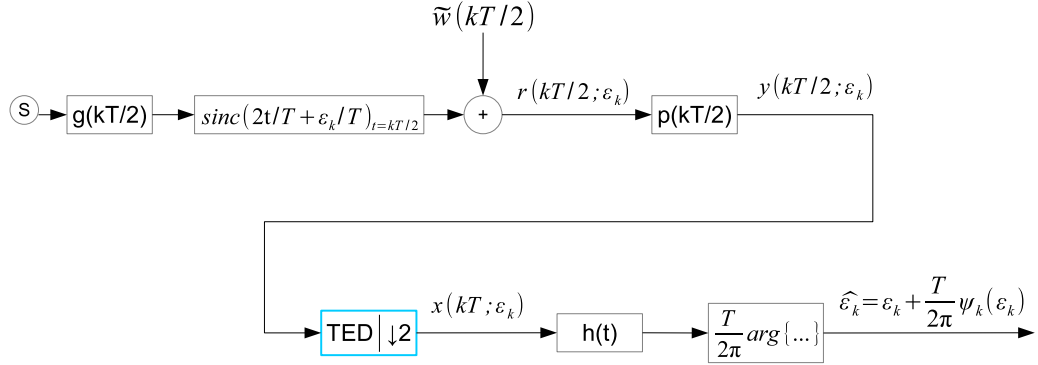 w̃(kT/2)
S
g(kT/2)
sinc(2t/T+ε_k/T)_{t=kT/2}
+
r(kT/2;ε_k)
p(kT/2)
y(kT/2;ε_k)
TED | ↓2
x(kT;ε_k)
h(t)
T/2π arg{...}
ε̂_k=ε_k+T/2π ψ_k(ε_k)